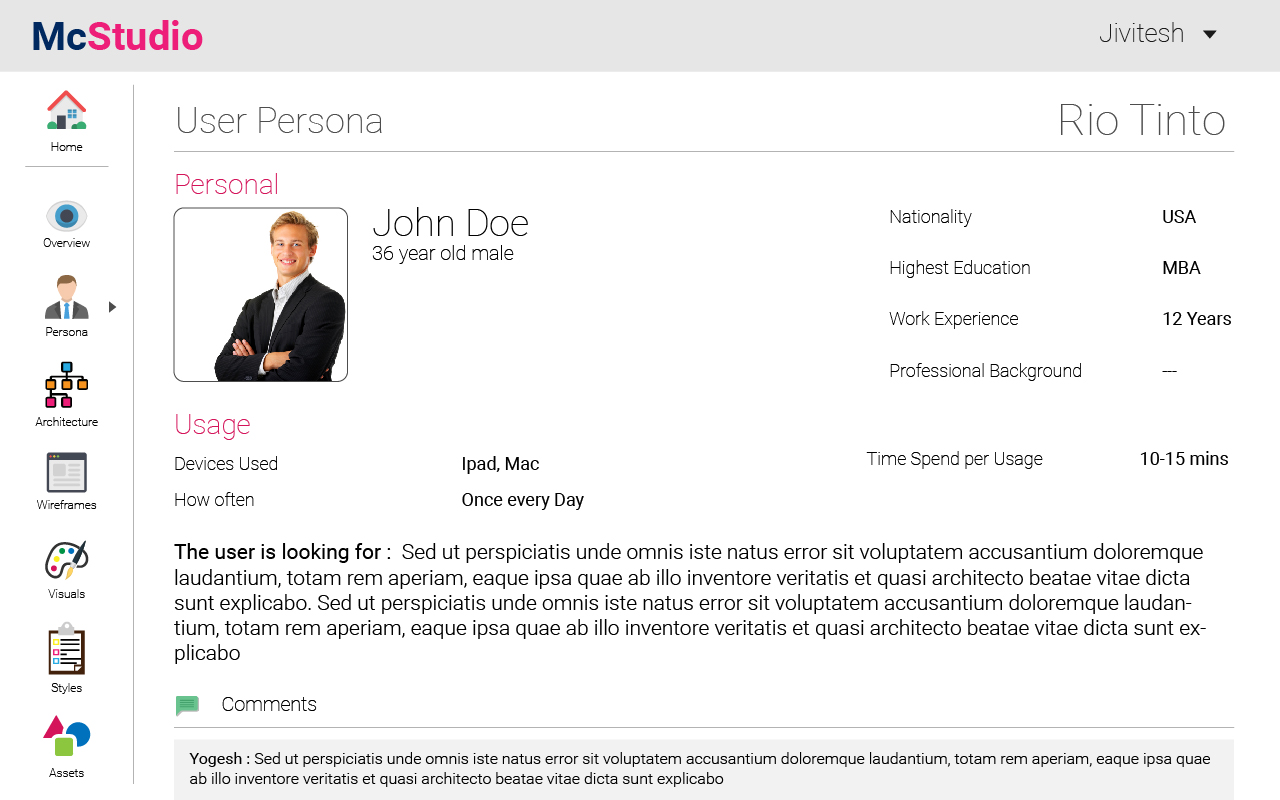 McStudio
Jivitesh
Home
Overview
Persona
Architecture
Wireframes
Visuals
Styles
Assets
User Persona
Rio Tinto
Personal
John Doe
36 year old male
Nationality USA
Highest Education MBA
Work Experience 12 Years
Professional Background ---
Usage
Devices Used Ipad, Mac
How often Once every Day
Time Spend per Usage 10-15 mins
The user is looking for : Sed ut perspiciatis unde omnis iste natus error sit voluptatem accusantium doloremque
laudantium, totam rem aperiam, eaque ipsa quae ab illo inventore veritatis et quasi architecto beatae vitae dicta
sunt explicabo. Sed ut perspiciatis unde omnis iste natus error sit voluptatem accusantium doloremque laudan-
tium, totam rem aperiam, eaque ipsa quae ab illo inventore veritatis et quasi architecto beatae vitae dicta sunt ex-
plicabo
Comments
Yogesh : Sed ut perspiciatis unde omnis iste natus error sit voluptatem accusantium doloremque laudantium, totam rem aperiam, eaque ipsa quae
ab illo inventore veritatis et quasi architecto beatae vitae dicta sunt explicabo